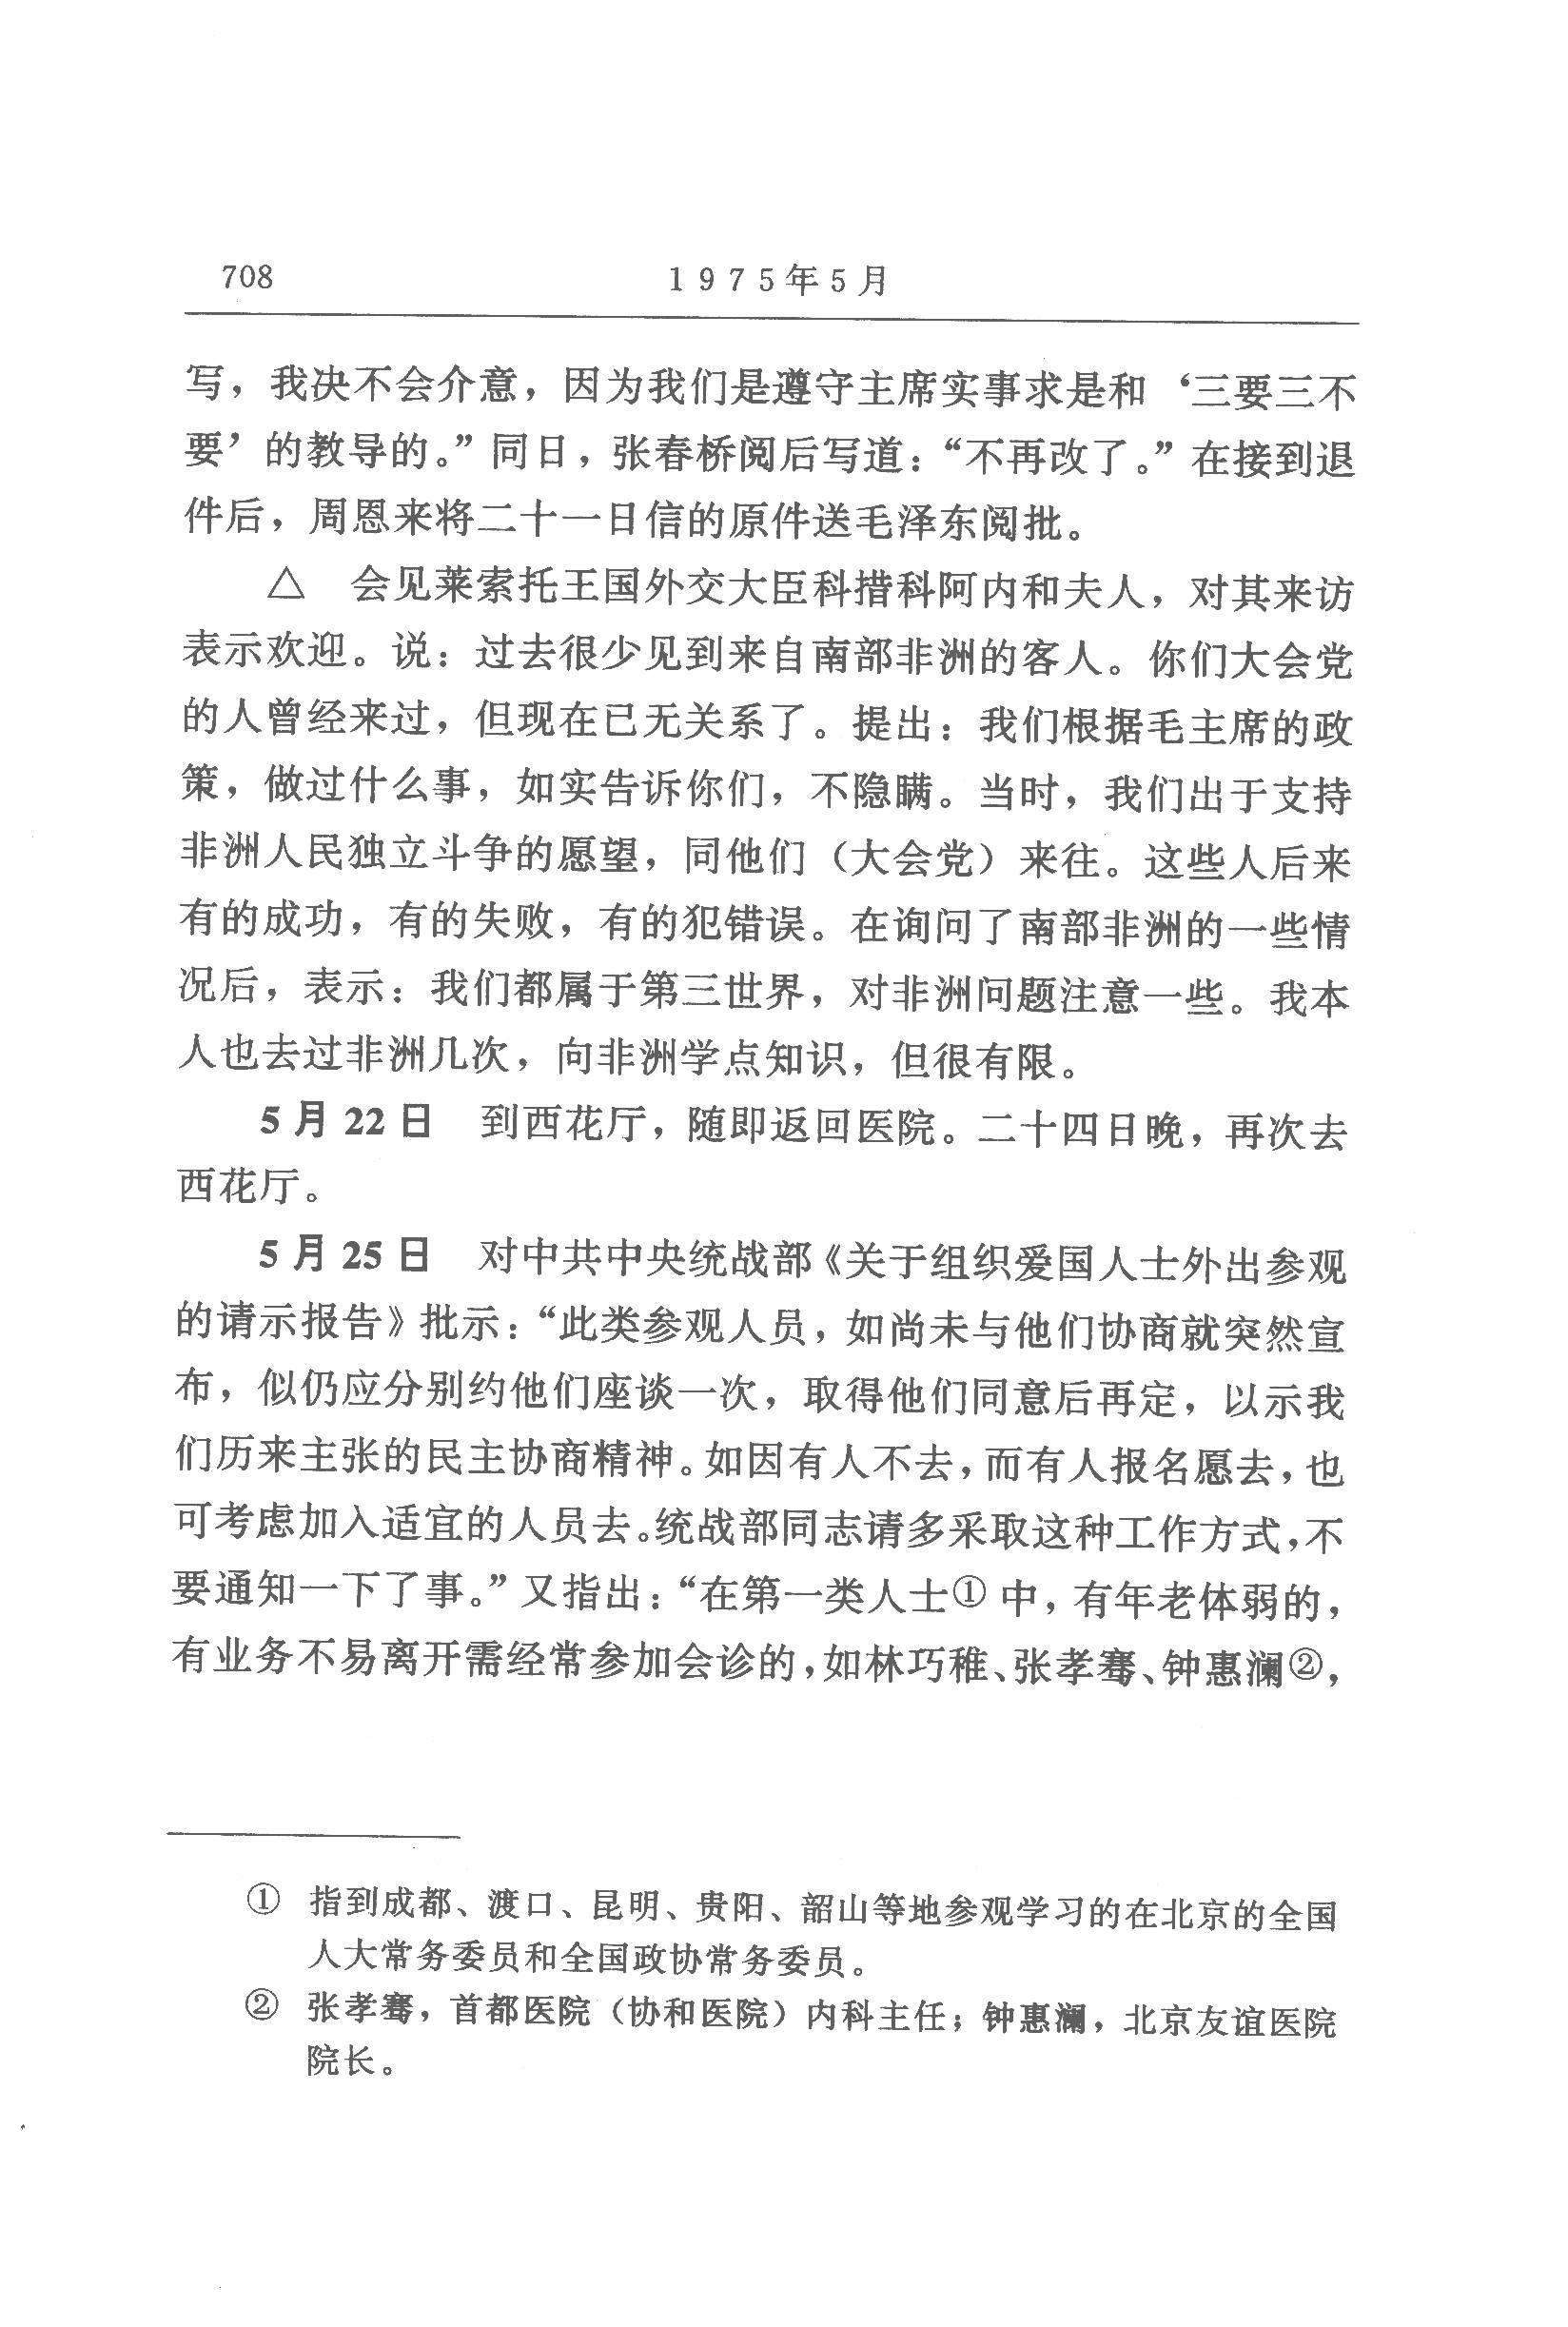 708
1975年5月
写，我决不会介意，因为我们是遵守主席实事求是和‘三要三不
要’的教导的。”同日，张春桥阅后写道：“不再改了。”在接到退
件后，周恩来将二十一日信的原件送毛泽东阅批。
△　会见莱索托王国外交大臣科措科阿内和夫人，对其来访
表示欢迎。说：过去很少见到来自南部非洲的客人。你们大会党
的人曾经来过，但现在已无关系了。提出：我们根据毛主席的政
策，做过什么事，如实告诉你们，不隐瞒。当时，我们出于支持
非洲人民独立斗争的愿望，同他们（大会党）来往。这些人后来
有的成功，有的失败，有的犯错误。在询问了南部非洲的一些情
况后，表示：我们都属于第三世界，对非洲问题注意一些。我本
人也去过非洲几次，向非洲学点知识，但很有限。
5月22日　到西花厅，随即返回医院。二十四日晚，再次去
西花厅。
5月25日　对中共中央统战部《关于组织爱国人士外出参观
的请示报告》批示：“此类参观人员，如尚未与他们协商就突然宣
布，似仍应分别约他们座谈一次，取得他们同意后再定，以示我
们历来主张的民主协商精神。如因有人不去，而有人报名愿去，也
可考虑加入适宜的人员去。统战部同志请多采取这种工作方式，不
要通知一下了事。”又指出：“在第一类人士①中，有年老体弱的，
有业务不易离开需经常参加会诊的，如林巧稚、张孝骞、钟惠澜②，
①　指到成都、渡口、昆明、贵阳、韶山等地参观学习的在北京的全国
人大常务委员和全国政协常务委员。
②　张孝骞，首都医院（协和医院）内科主任；钟惠澜，北京友谊医院
院长。